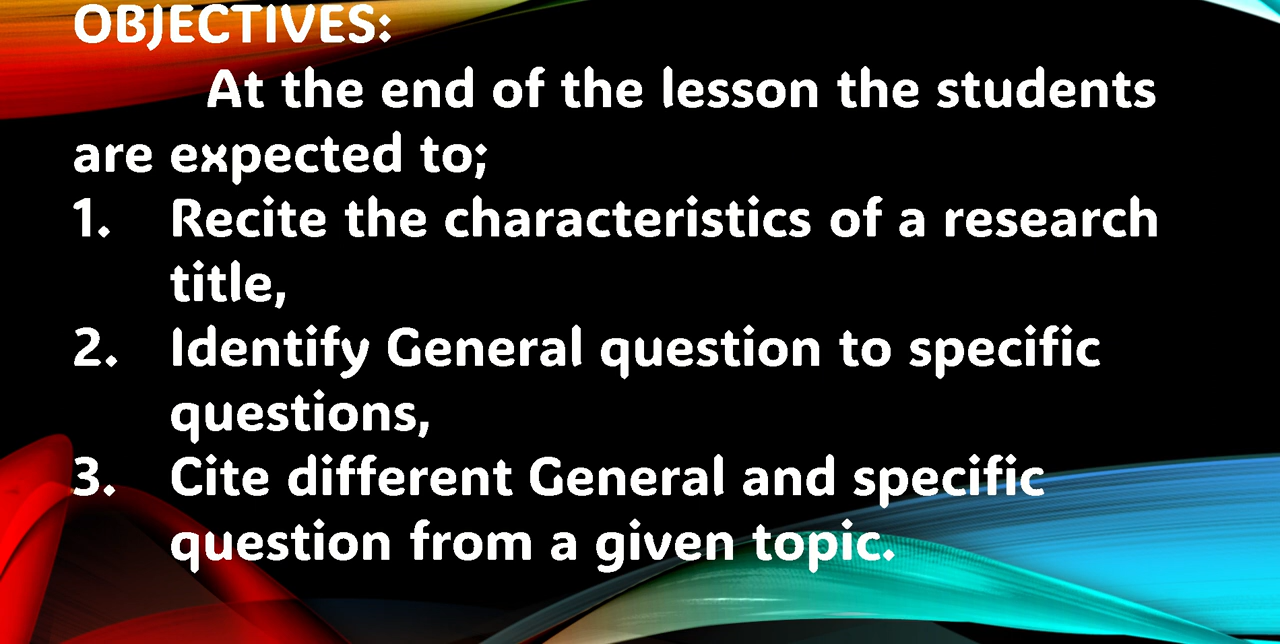 OBJECTIVES:
At the end of the lesson the students
are expected to;
1. Recite the characteristics of a research
title,
2. Identify General question to specific
questions,
3. Cite different General and specific
question from a given topic.